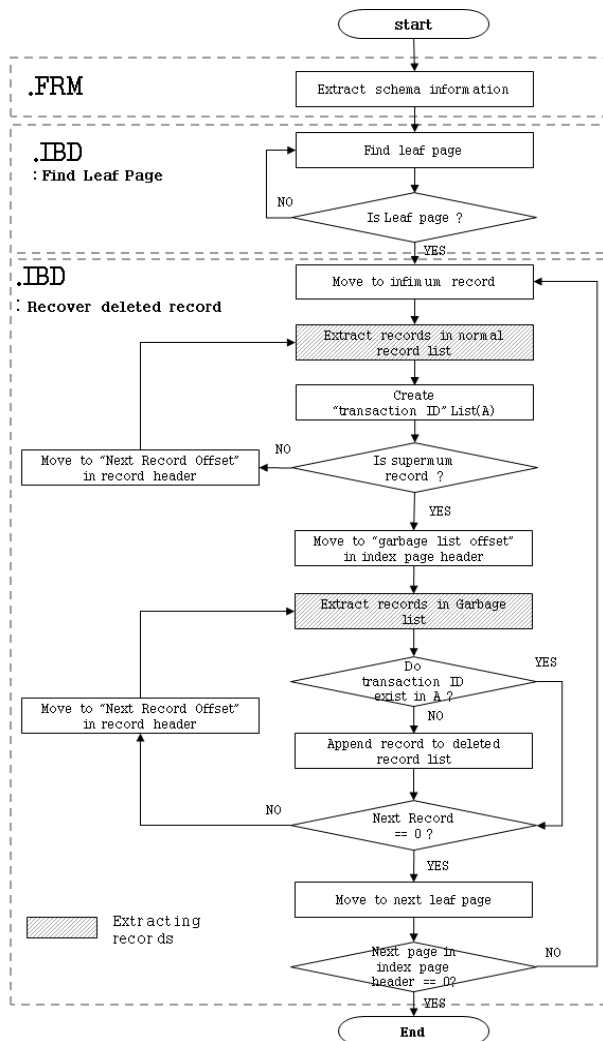 start
.FRM
Extract schema information
.IBD
: Find Leaf Page
Find leaf page
NO
Is Leaf page ?
YES
.IBD
: Recover deleted record
Move to infimum record
Extract records in normal
record list
Create
“transaction ID” List(A)
Move to “Next Record Offset”
in record header
NO
Is supermum
record ?
YES
Move to “garbage list offset”
in index page header
Extract records in Garbage
list
Do
transaction ID
exist in A ?
YES
Move to “Next Record Offset”
in record header
NO
Append record to deleted
record list
NO
Next Record
== 0 ?
YES
Move to next leaf page
Extracting
records
Next page in
index page
header == 0?
NO
YES
End